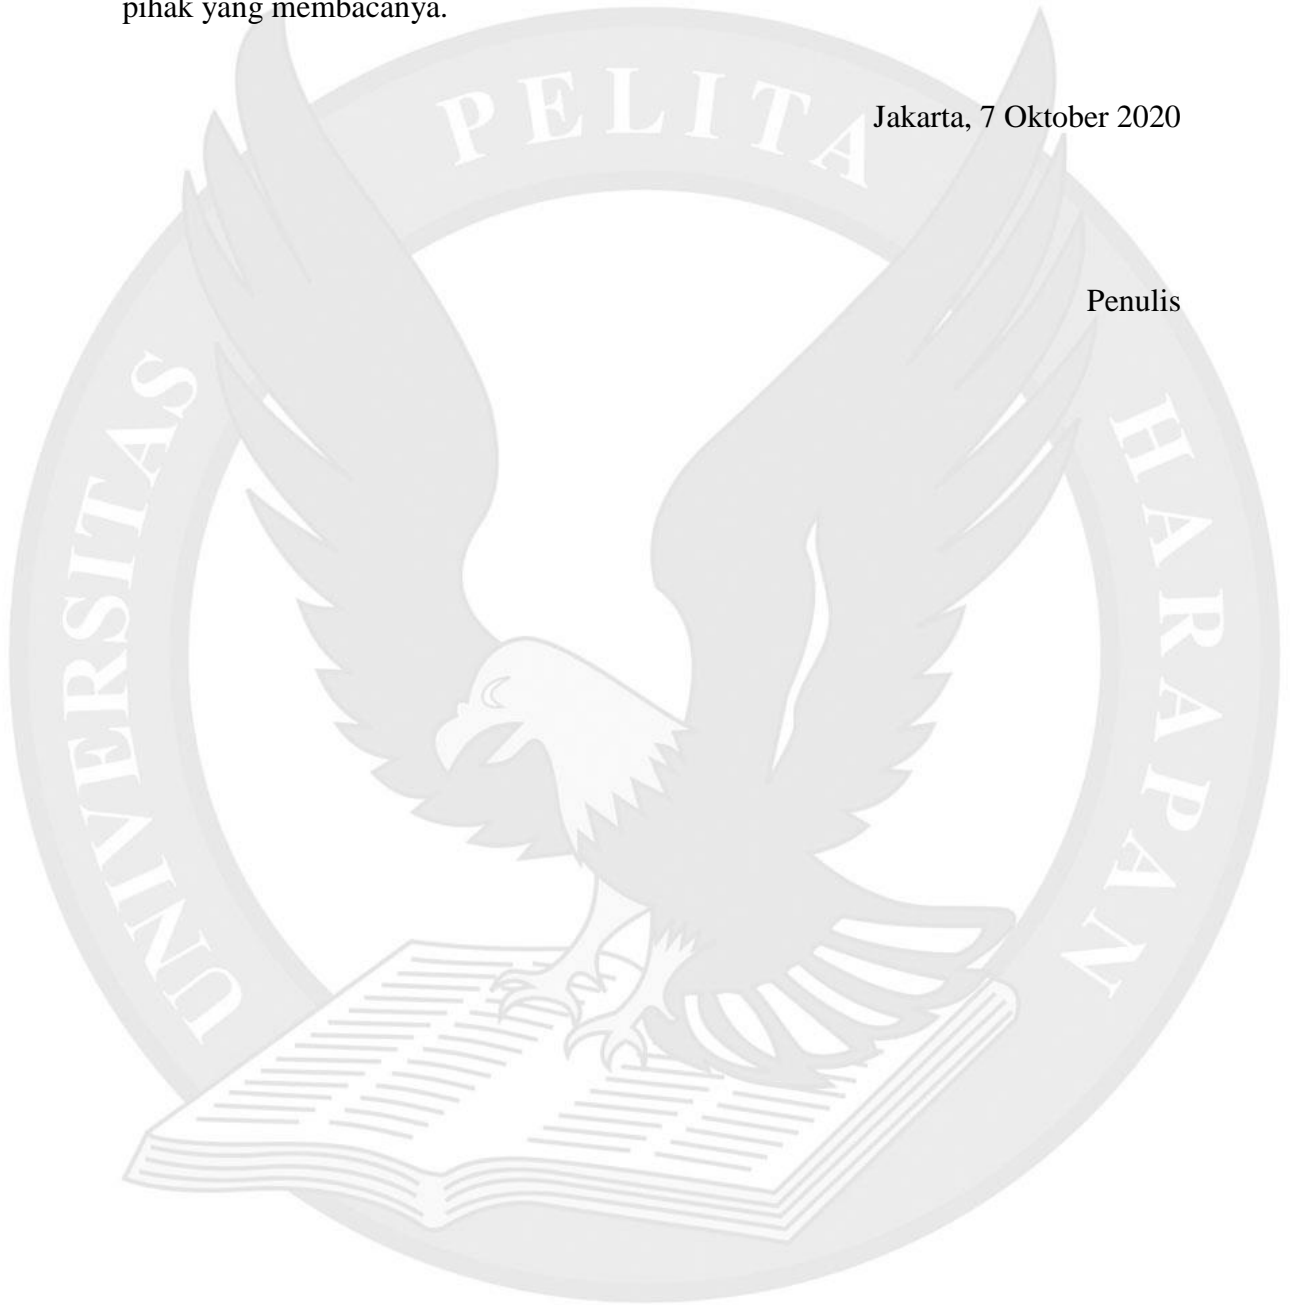 pihak yang membacanya.
PELITA
Jakarta, 7 Oktober 2020
Penulis
UNIVERSITAS
HARAPAN